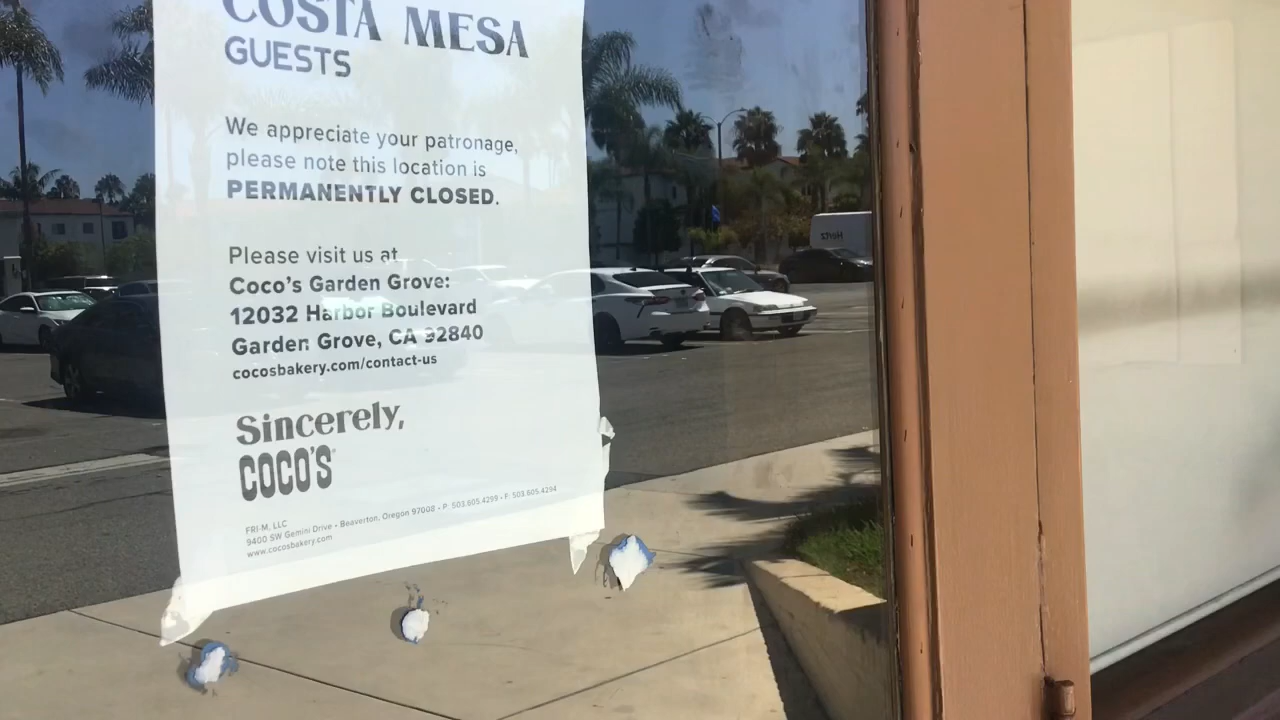 COSTA MESA
GUESTS
We appreciate your patronage,
please note this location is
PERMANENTLY CLOSED.
Please visit us at
Coco's Garden Grove:
12032 Harbor Boulevard
Garden Grove, CA 92840
cocosbakery.com/contact-us
Sincerely,
COCO'S
FRI-M, LLC
9400 SW Gemini Drive • Beaverton, Oregon 97008 • P: 503.605.4299 • F: 503.605.4294
www.cocosbakery.com
Hertz